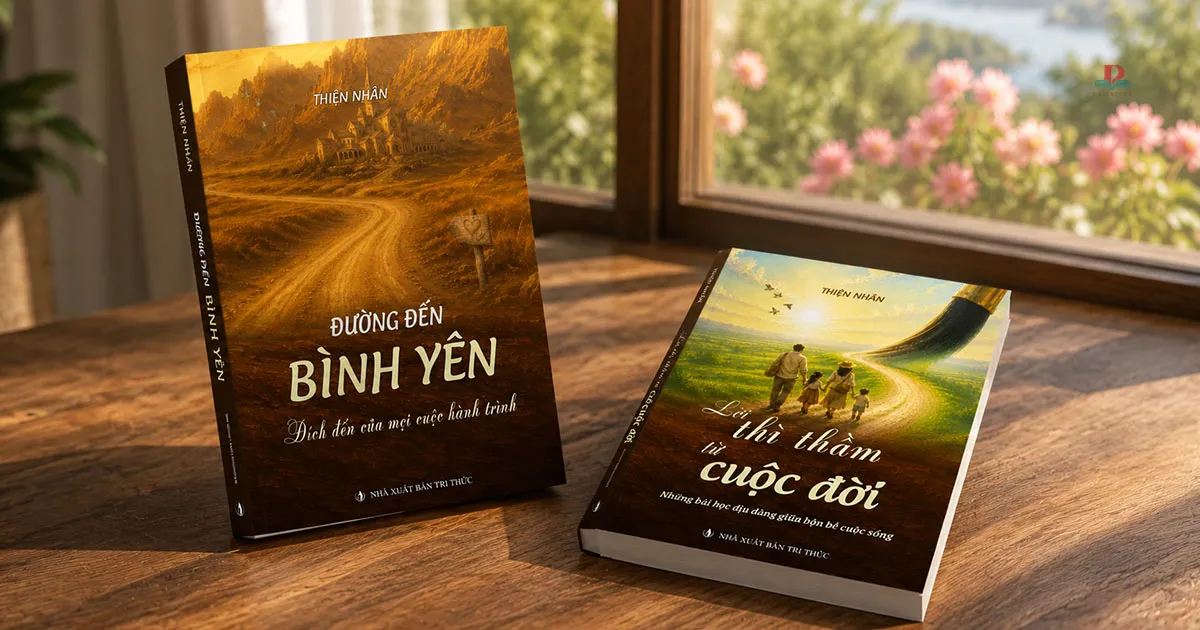 THIỆN NHÂN
ĐƯỜNG ĐẾN
BÌNH YÊN
Đích đến của mọi cuộc hành trình
NHÀ XUẤT BẢN TRI THỨC
THIỆN NHÂN
ĐƯỜNG ĐẾN BÌNH YÊN
THIỆN NHÂN
Lời
thì thầm
từ
cuộc đời
Những bài học dịu dàng giữa bộn bề cuộc sống
NHÀ XUẤT BẢN TRI THỨC